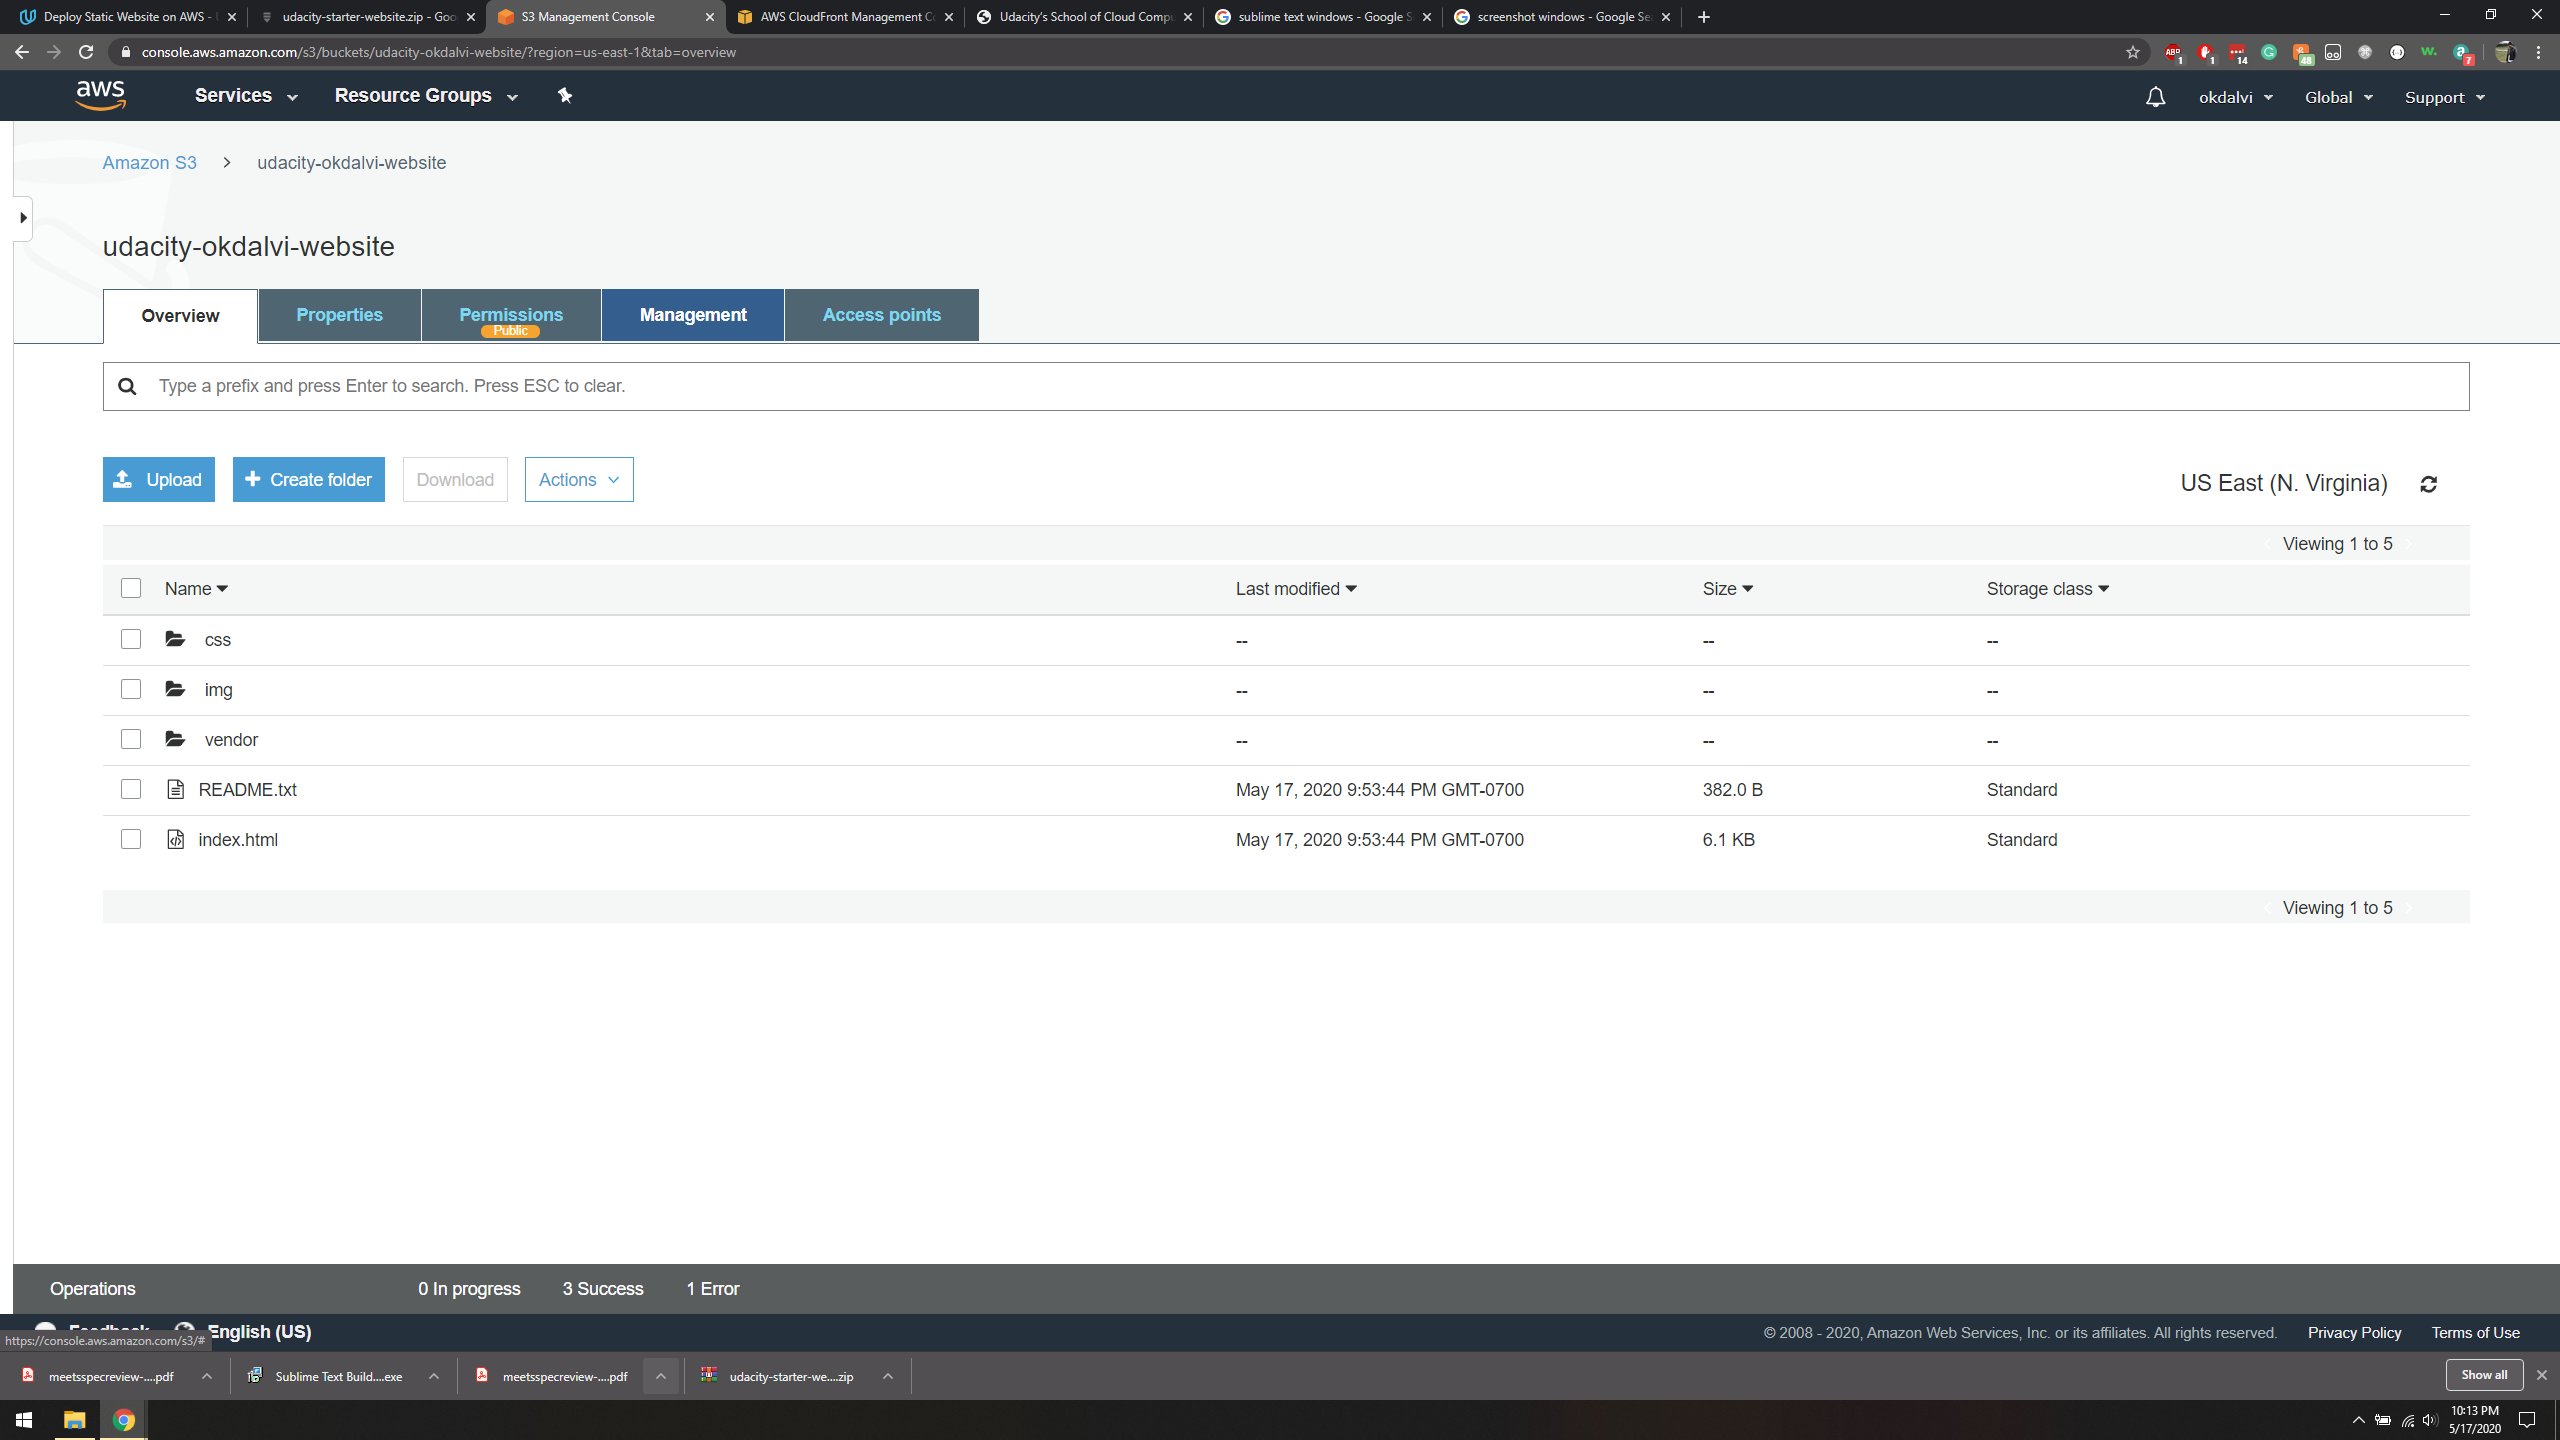 Deploy Static Website on AWS -
udacity-starter-website.zip - Goo
S3 Management Console
AWS CloudFront Management Co
Udacity's School of Cloud Compu
sublime text windows - Google S
screenshot windows - Google Sea
console.aws.amazon.com/s3/buckets/udacity-okdalvi-website/?region=us-east-1&tab=overview
ABP 1
1
14
48
w.
7
aws
Services
Resource Groups
okdalvi
Global
Support
Amazon S3 > udacity-okdalvi-website
udacity-okdalvi-website
Overview
Properties
Permissions
Public
Management
Access points
Type a prefix and press Enter to search. Press ESC to clear.
Upload
+ Create folder
Download
Actions
US East (N. Virginia)
Viewing 1 to 5
Name Last modified Size Storage class
css -- -- --
img -- -- --
vendor -- -- --
README.txt May 17, 2020 9:53:44 PM GMT-0700 382.0 B Standard
index.html May 17, 2020 9:53:44 PM GMT-0700 6.1 KB Standard
Viewing 1 to 5
Operations 0 In progress 3 Success 1 Error
Feedback English (US)
© 2008 - 2020, Amazon Web Services, Inc. or its affiliates. All rights reserved. Privacy Policy Terms of Use
https://console.aws.amazon.com/s3/#
meetsspecreview-....pdf
Sublime Text Build....exe
meetsspecreview-....pdf
udacity-starter-we....zip
Show all
10:13 PM
5/17/2020